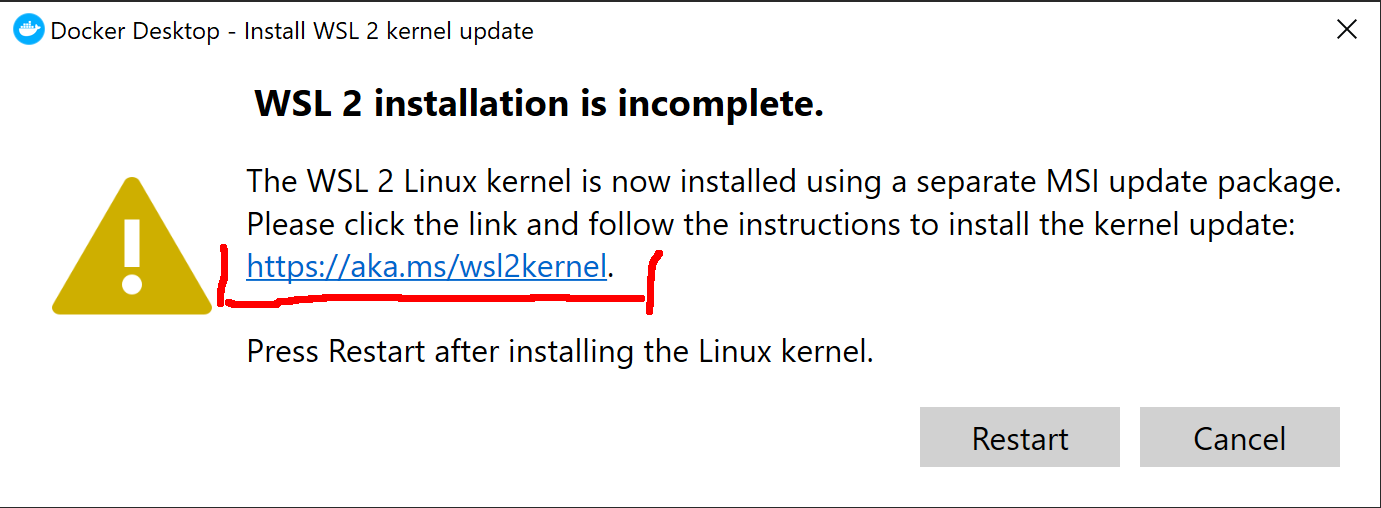 Docker Desktop - Install WSL 2 kernel update
WSL 2 installation is incomplete.
The WSL 2 Linux kernel is now installed using a separate MSI update package.
Please click the link and follow the instructions to install the kernel update:
https://aka.ms/wsl2kernel.
Press Restart after installing the Linux kernel.
Restart
Cancel